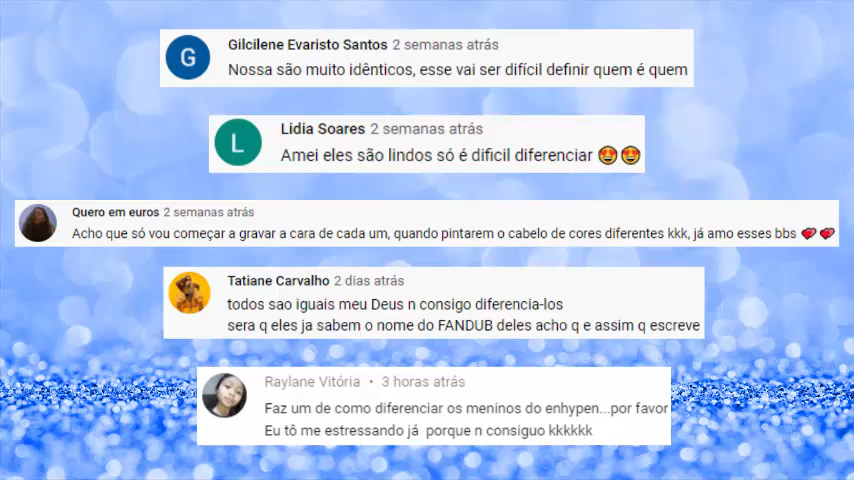 G
Gilcilene Evaristo Santos 2 semanas atrás
Nossa são muito idênticos, esse vai ser difícil definir quem é quem
L
Lidia Soares 2 semanas atrás
Amei eles são lindos só é dificil diferenciar 😍😍
Quero em euros 2 semanas atrás
Acho que só vou começar a gravar a cara de cada um, quando pintarem o cabelo de cores diferentes kkk, já amo esses bbs 💕💕
Tatiane Carvalho 2 dias atrás
todos sao iguais meu Deus n consigo diferencia-los
sera q eles ja sabem o nome do FANDUB deles acho q e assim q escreve
Raylane Vitória • 3 horas atrás
Faz um de como diferenciar os meninos do enhypen...por favor
Eu tô me estressando já porque n consiguo kkkkkk